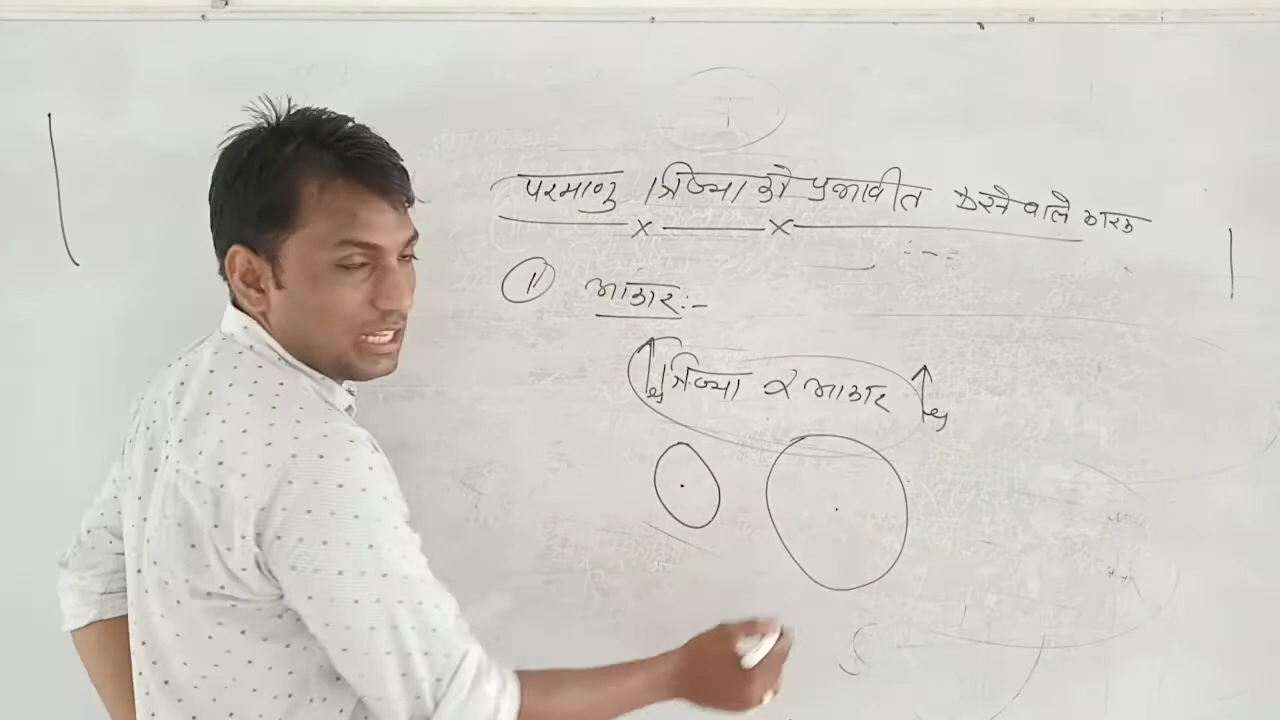 परमाणु त्रिज्या को प्रभावीत करने वाले कारक
① आकार:-
त्रिज्या ∝ आकार